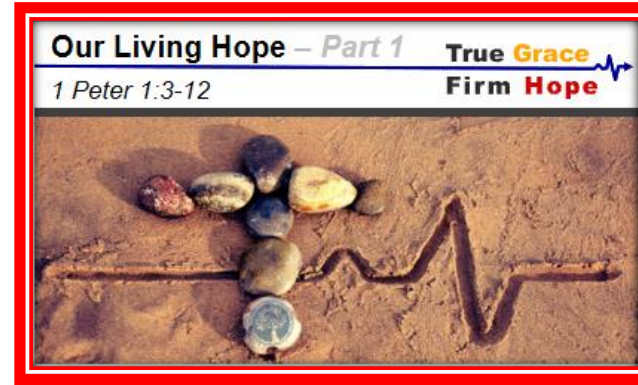 Our Living Hope – Part 1
1 Peter 1:3-12
True Grace
Firm Hope